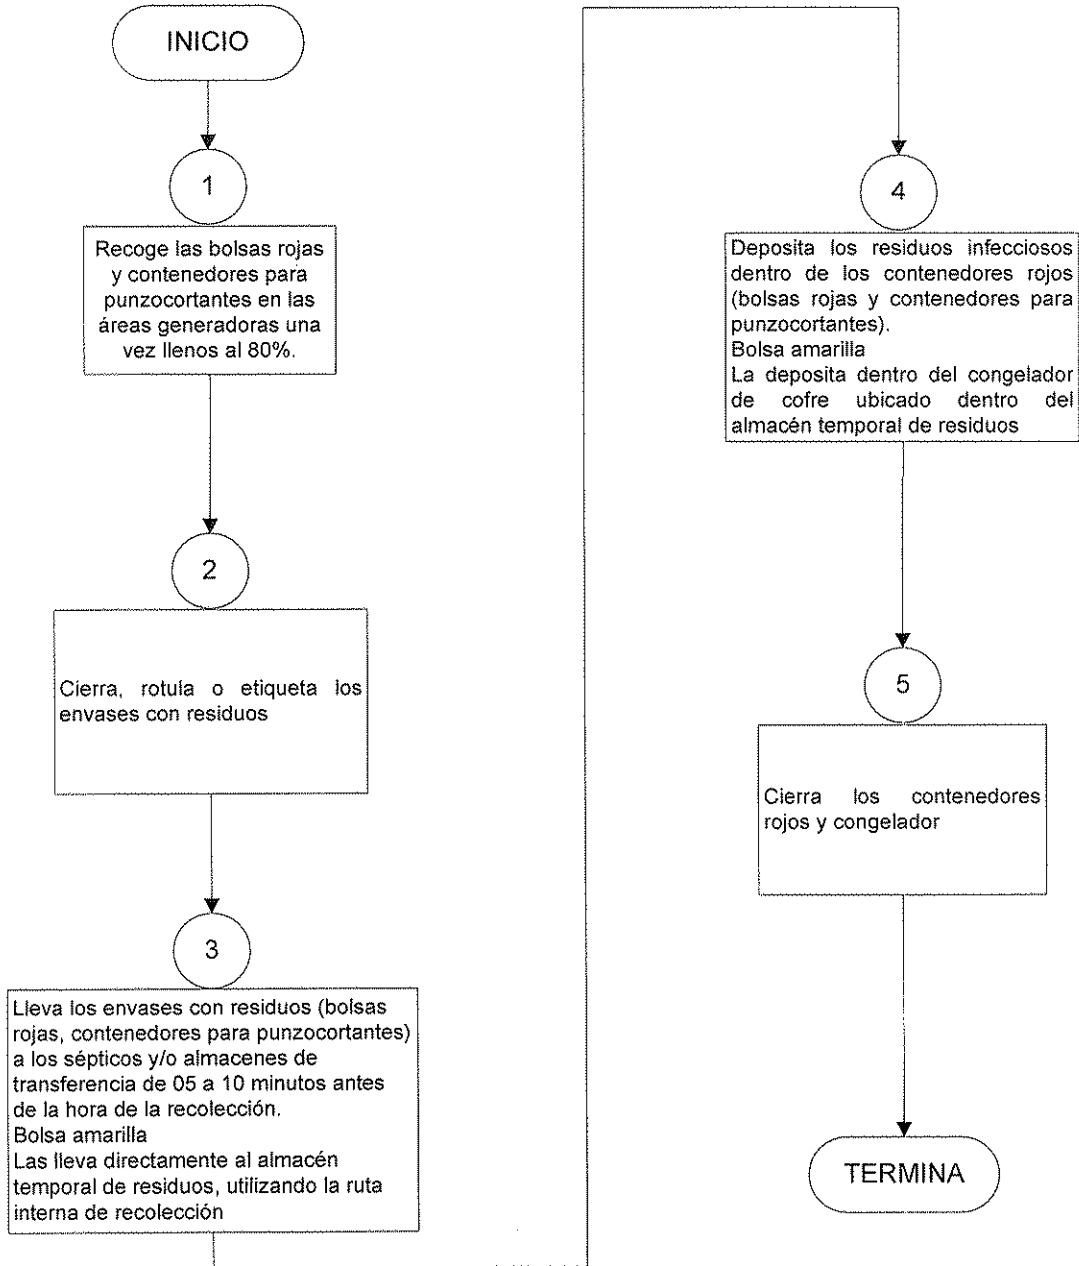 INICIO
1
Recoge las bolsas rojas
y contenedores para
punzocortantes en las
áreas generadoras una
vez llenos al 80%.
2
Cierra, rotula o etiqueta los
envases con residuos
3
Lleva los envases con residuos (bolsas
rojas, contenedores para punzocortantes)
a los sépticos y/o almacenes de
transferencia de 05 a 10 minutos antes
de la hora de la recolección.
Bolsa amarilla
Las lleva directamente al almacén
temporal de residuos, utilizando la ruta
interna de recolección
4
Deposita los residuos infecciosos
dentro de los contenedores rojos
(bolsas rojas y contenedores para
punzocortantes).
Bolsa amarilla
La deposita dentro del congelador
de cofre ubicado dentro del
almacén temporal de residuos
5
Cierra los contenedores
rojos y congelador
TERMINA